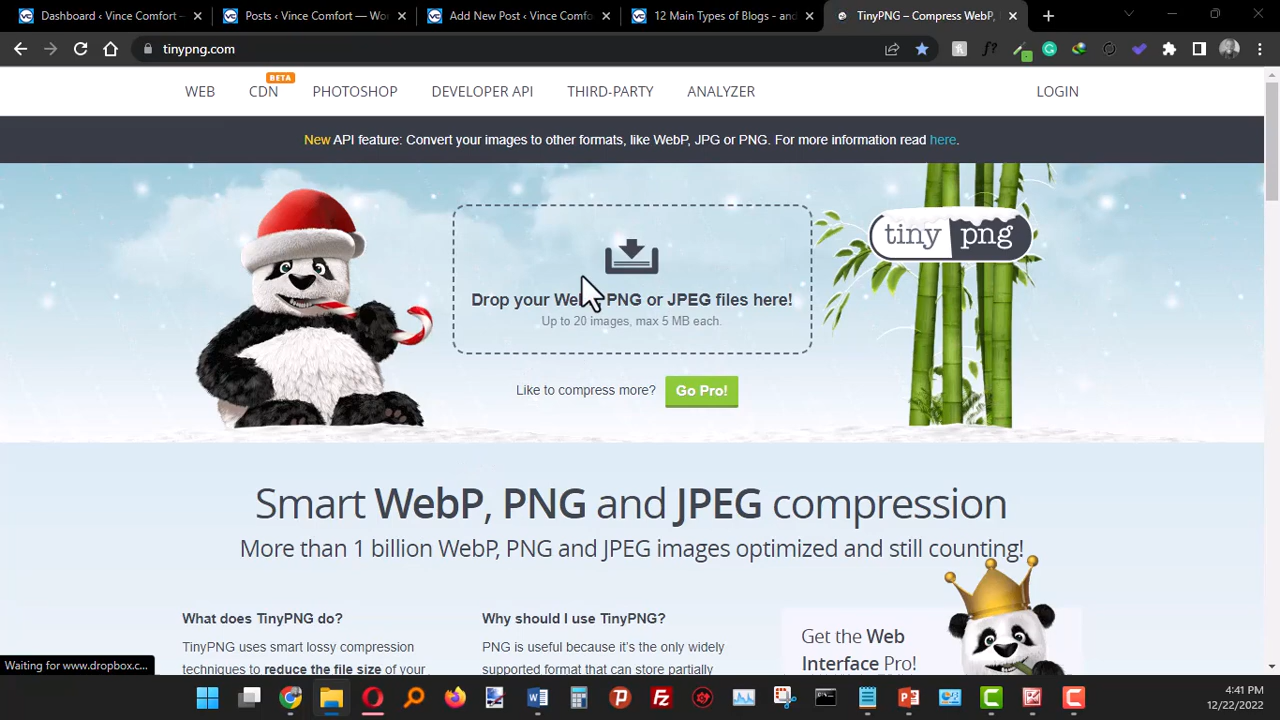 Dashboard ‹ Vince Comfort —
Posts ‹ Vince Comfort — Wo
Add New Post ‹ Vince Comfo
12 Main Types of Blogs - and
TinyPNG – Compress WebP,
tinypng.com
BETA
WEB CDN PHOTOSHOP DEVELOPER API THIRD-PARTY ANALYZER LOGIN
New API feature: Convert your images to other formats, like WebP, JPG or PNG. For more information read here.
tiny png
Drop your PNG or JPEG files here!
Up to 20 images, max 5 MB each.
Like to compress more? Go Pro!
Smart WebP, PNG and JPEG compression
More than 1 billion WebP, PNG and JPEG images optimized and still counting!
What does TinyPNG do?
TinyPNG uses smart lossy compression
techniques to reduce the file size of your
Why should I use TinyPNG?
PNG is useful because it's the only widely
supported format that can store partially
Get the Web
Interface Pro!
Waiting for www.dropbox.c...
4:41 PM
12/22/2022